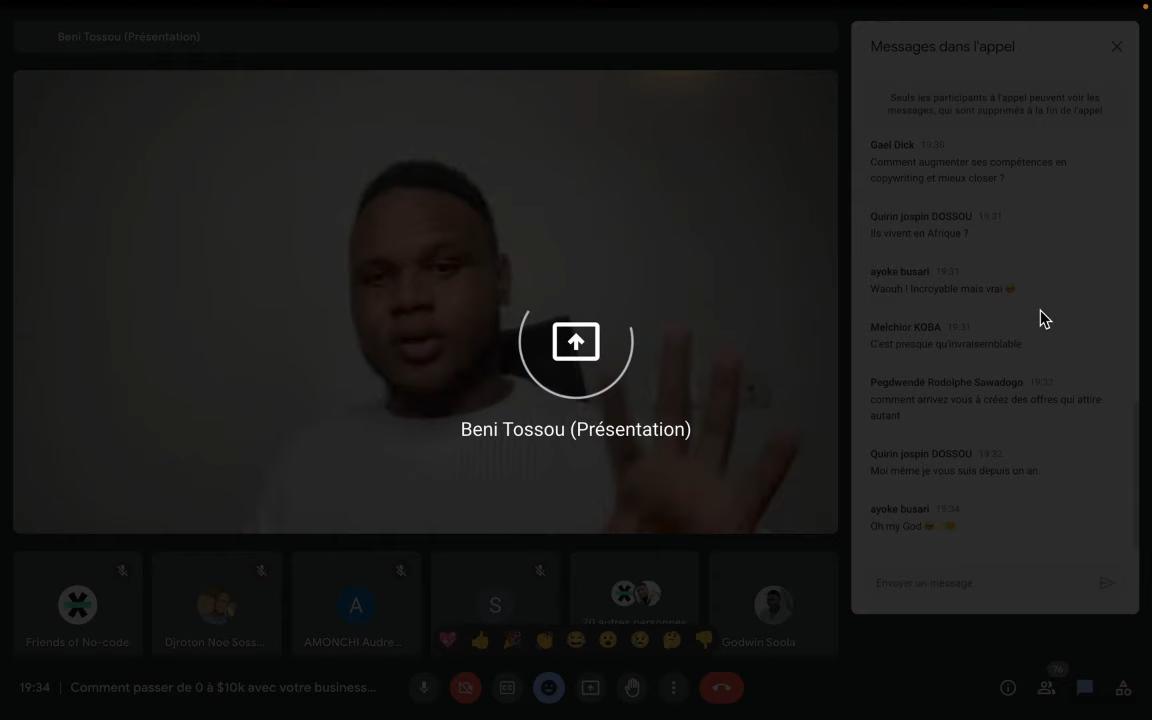 Beni Tossou (Présentation)
Messages dans l'appel
Seuls les participants à l'appel peuvent voir les
messages, qui sont supprimés à la fin de l'appel
Gael Dick 19:30
Comment augmenter ses compétences en
copywriting et mieux closer ?
Quirin jospin DOSSOU 19:31
Ils vivent en Afrique ?
ayoke busari 19:31
Waouh ! Incroyable mais vrai
Melchior KOBA 19:31
C'est presque qu'invraisemblable
Pegdwendé Rodolphe Sawadogo 19:32
comment arrivez vous à créez des offres qui attire
autant
Quirin jospin DOSSOU 19:32
Moi même je vous suis depuis un an.
ayoke busari 19:34
Oh my God
Envoyer un message
Beni Tossou (Présentation)
A
S
Friends of No-code
Djroton Noe Soss...
AMONCHI Audre...
70 autres personnes
Godwin Soola
76
19:34 | Comment passer de 0 à $10k avec votre business...